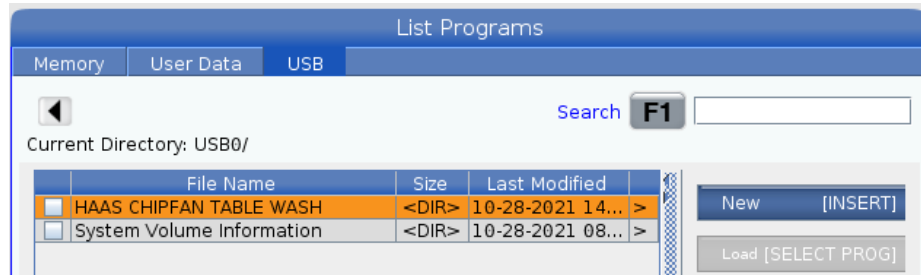 List Programs
Memory User Data USB
Search F1
Current Directory: USB0/
File Name Size Last Modified
HAAS CHIPFAN TABLE WASH <DIR> 10-28-2021 14... >
System Volume Information <DIR> 10-28-2021 08... >
New [INSERT]
Load [SELECT PROG]